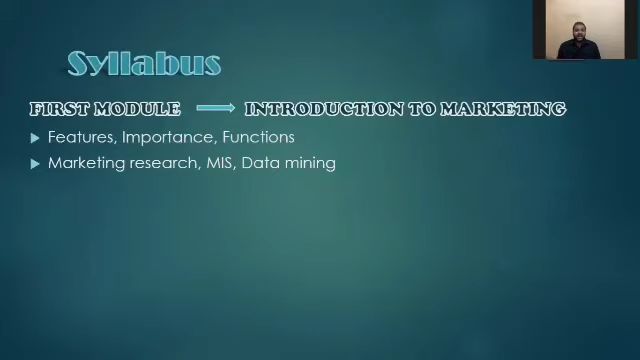 Syllabus
FIRST MODULE INTRODUCTION TO MARKETING
Features, Importance, Functions
Marketing research, MIS, Data mining